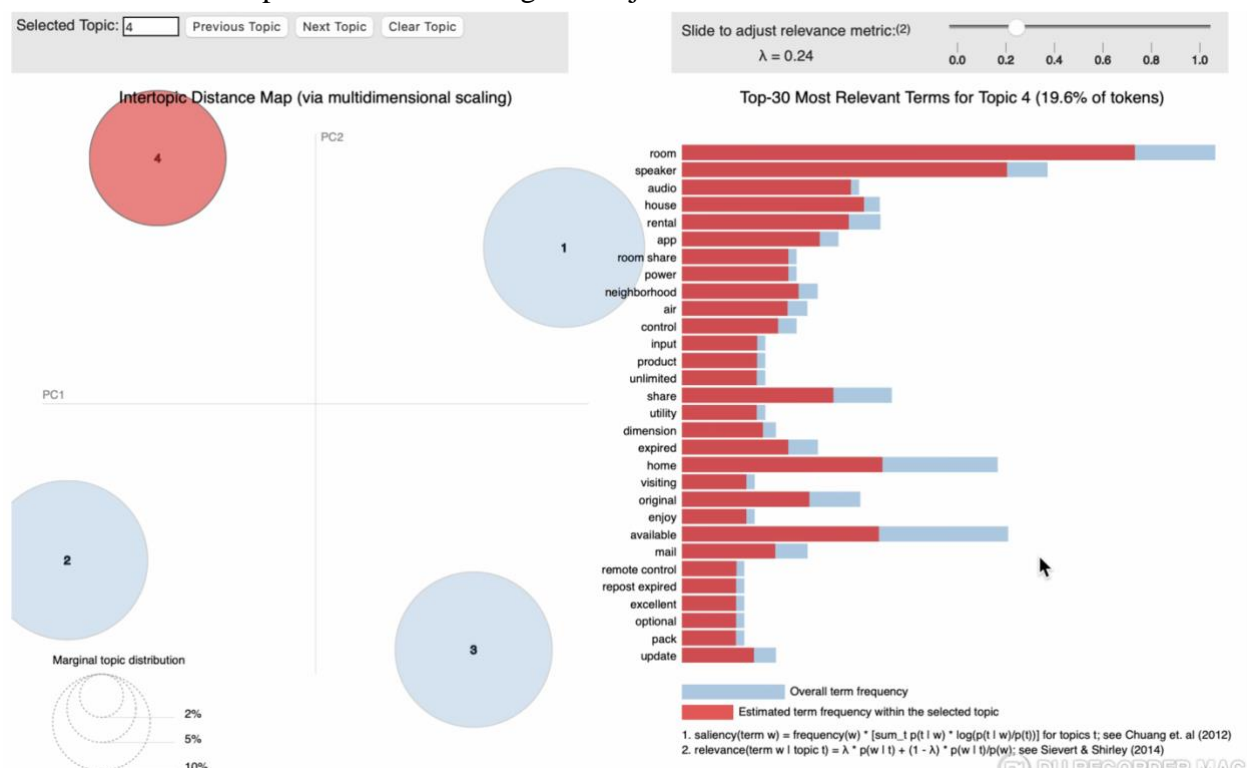 Selected Topic: 4 Previous Topic Next Topic Clear Topic
Slide to adjust relevance metric:(2)
λ = 0.24
0.0 0.2 0.4 0.6 0.8 1.0
Intertopic Distance Map (via multidimensional scaling)
PC2
PC1
4
1
2
3
Marginal topic distribution
2%
5%
10%
Top-30 Most Relevant Terms for Topic 4 (19.6% of tokens)
room
speaker
audio
house
rental
app
room share
power
neighborhood
air
control
input
product
unlimited
share
utility
dimension
expired
home
visiting
original
enjoy
available
mail
remote control
repost expired
excellent
optional
pack
update
Overall term frequency
Estimated term frequency within the selected topic
1. saliency(term w) = frequency(w) * [sum_t p(t | w) * log(p(t | w)/p(t))] for topics t; see Chuang et. al (2012)
2. relevance(term w | topic t) = λ * p(w | t) + (1 - λ) * p(w | t)/p(w); see Sievert & Shirley (2014)